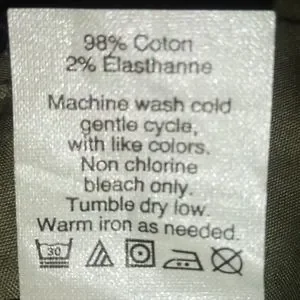 98% Coton
2% Élasthanne
Machine wash cold
gentle cycle,
with like colors.
Non chlorine
bleach only.
Tumble dry low.
Warm iron as needed.
30